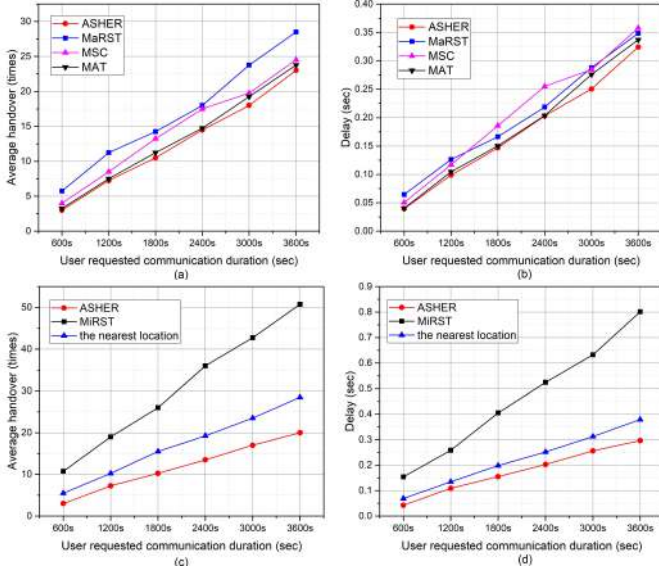 ASHER
MaRST
MSC
MAT
Average handover (times)
30
25
20
15
10
5
0
600s 1200s 1800s 2400s 3000s 3600s
User requested communication duration (sec)
(a)
ASHER
MaRST
MSC
MAT
Delay (sec)
0.40
0.35
0.30
0.25
0.20
0.15
0.10
0.05
0.00
600s 1200s 1800s 2400s 3000s 3600s
User requested communication duration (sec)
(b)
ASHER
MiRST
the nearest location
Average handover (times)
50
40
30
20
10
0
600s 1200s 1800s 2400s 3000s 3600s
User requested communication duration (sec)
(c)
ASHER
MiRST
the nearest location
Delay (sec)
0.9
0.8
0.7
0.6
0.5
0.4
0.3
0.2
0.1
0.0
600s 1200s 1800s 2400s 3000s 3600s
User requested communication duration (sec)
(d)